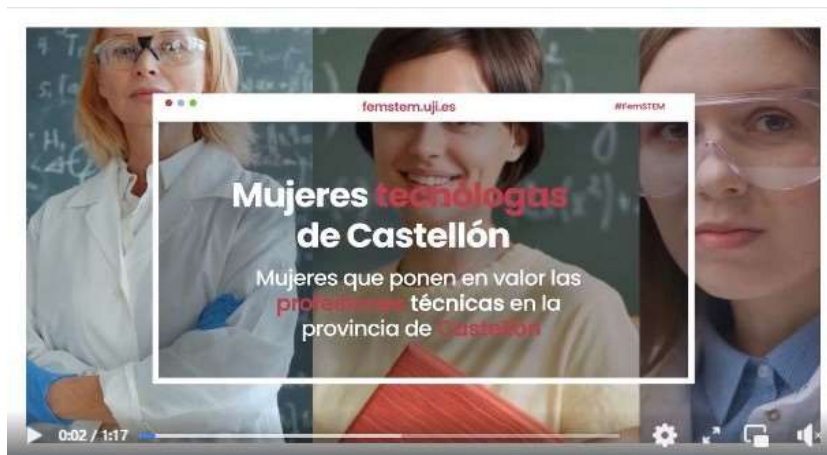 femstem.uji.es
#FemSTEM
Mujeres tecnólogas
de Castellón
Mujeres que ponen en valor las
profesiones técnicas en la
provincia de Castellón
0:02 / 1:17